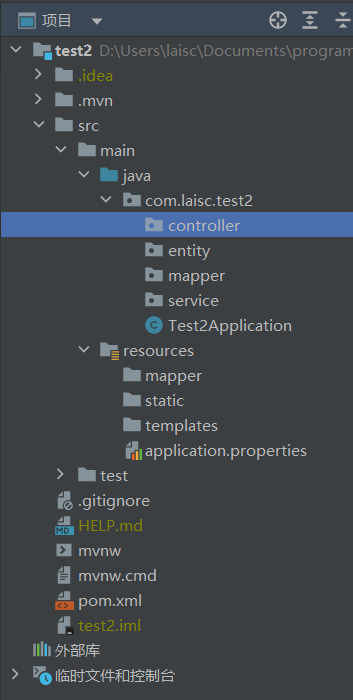 项目
test2 D:\Users\laisc\Documents\program
.idea
.mvn
src
main
java
com.laisc.test2
controller
entity
mapper
service
Test2Application
resources
mapper
static
templates
application.properties
test
.gitignore
HELP.md
mvnw
mvnw.cmd
pom.xml
test2.iml
外部库
临时文件和控制台